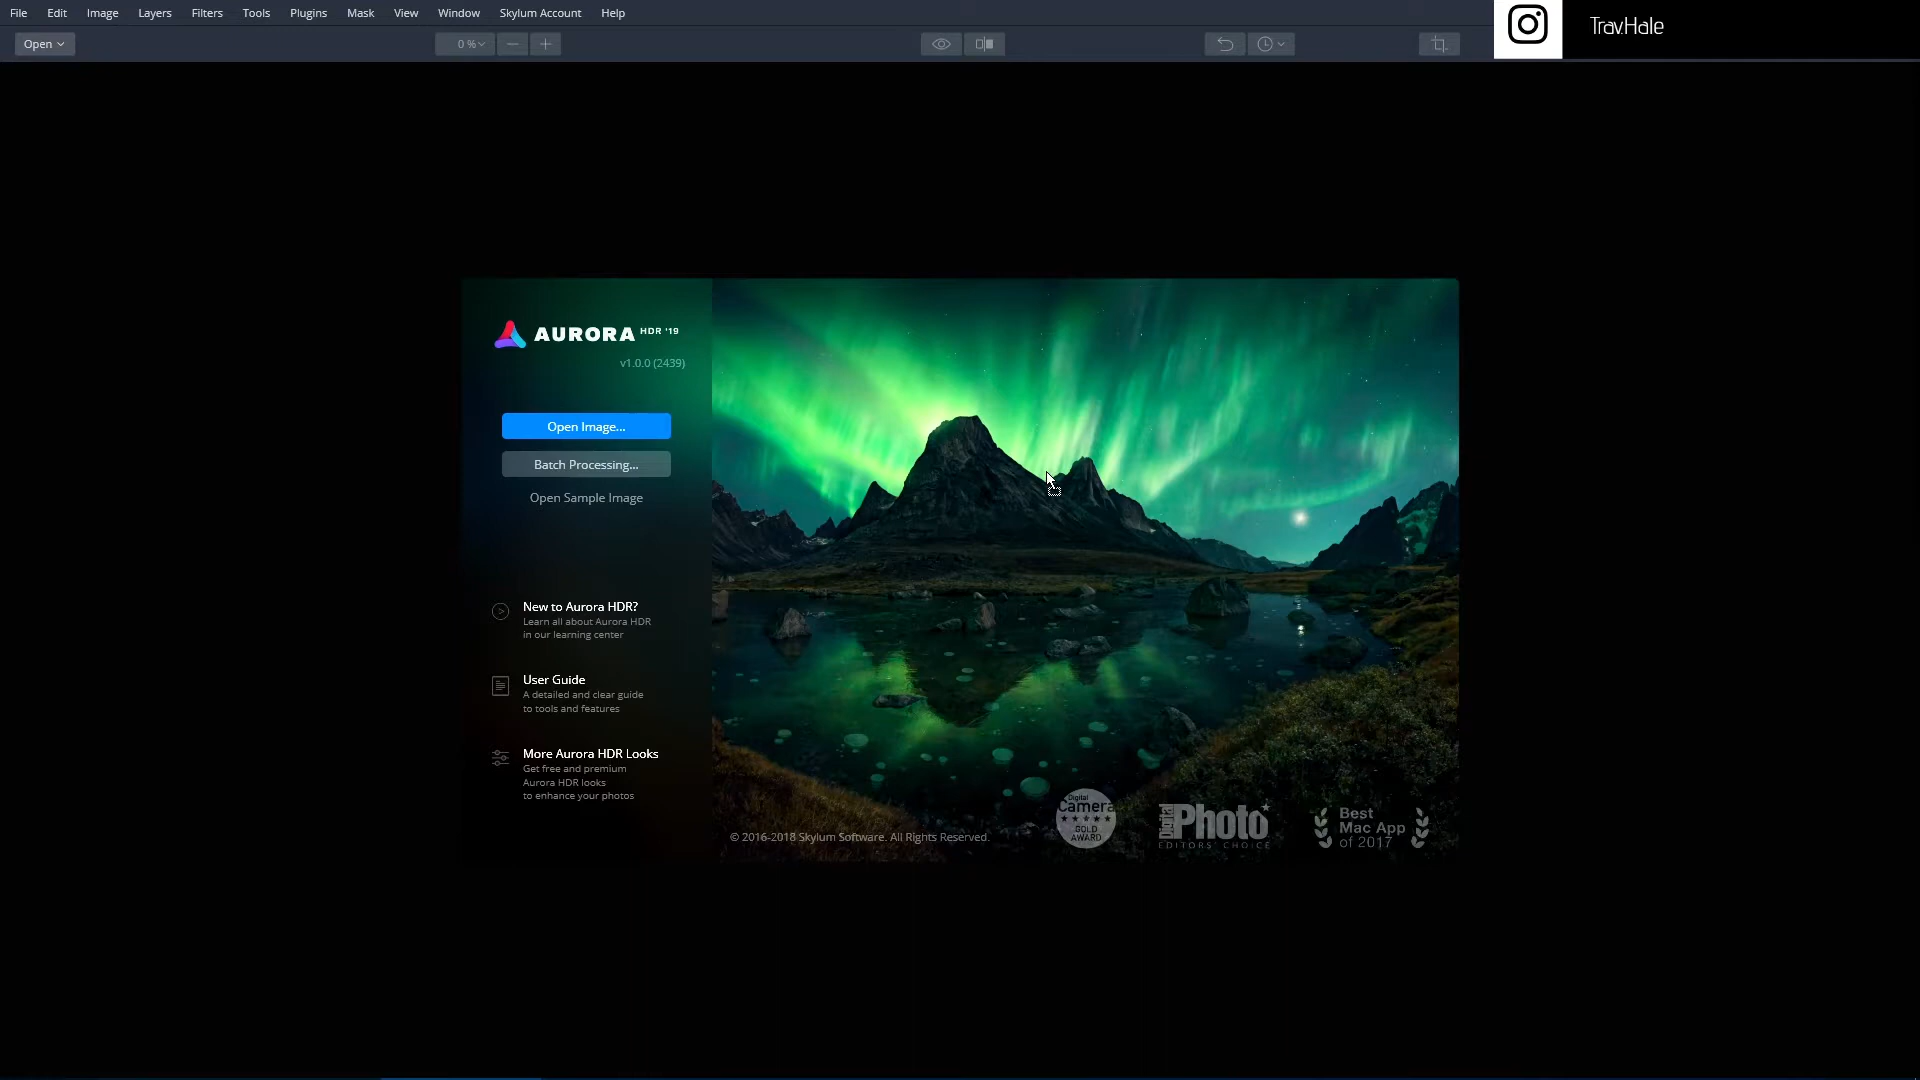 File Edit Image Layers Filters Tools Plugins Mask View Window Skylum Account Help
TravHale
Open
0 %
AURORA HDR '19
v1.0.0 (2439)
Open Image...
Batch Processing...
Open Sample Image
New to Aurora HDR?
Learn all about Aurora HDR
in our learning center
User Guide
A detailed and clear guide
to tools and features
More Aurora HDR Looks
Get free and premium
Aurora HDR looks
to enhance your photos
© 2016-2018 Skylum Software. All Rights Reserved.
Digital
Camera
GOLD
AWARD
Digital
Photo
EDITORS' CHOICE
Best
Mac App
of 2017